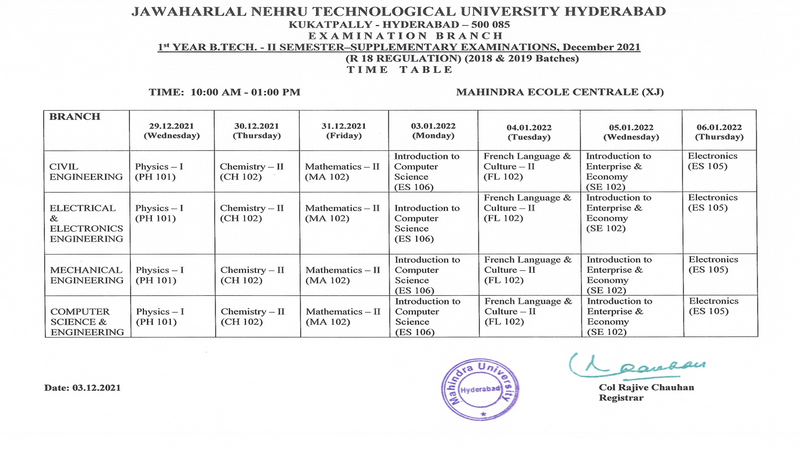 JAWAHARLAL NEHRU TECHNOLOGICAL UNIVERSITY HYDERABAD
KUKATPALLY - HYDERABAD – 500 085
EXAMINATION BRANCH
1st YEAR B.TECH. - II SEMESTER–SUPPLEMENTARY EXAMINATIONS, December 2021
(R 18 REGULATION) (2018 & 2019 Batches)
TIME TABLE
TIME: 10:00 AM - 01:00 PM MAHINDRA ECOLE CENTRALE (XJ)
BRANCH
29.12.2021
(Wednesday)
30.12.2021
(Thursday)
31.12.2021
(Friday)
03.01.2022
(Monday)
04.01.2022
(Tuesday)
05.01.2022
(Wednesday)
06.01.2022
(Thursday)
CIVIL
ENGINEERING
Physics – I
(PH 101)
Chemistry – II
(CH 102)
Mathematics – II
(MA 102)
Introduction to
Computer
Science
(ES 106)
French Language &
Culture – II
(FL 102)
Introduction to
Enterprise &
Economy
(SE 102)
Electronics
(ES 105)
ELECTRICAL
&
ELECTRONICS
ENGINEERING
Physics – I
(PH 101)
Chemistry – II
(CH 102)
Mathematics – II
(MA 102)
Introduction to
Computer
Science
(ES 106)
French Language &
Culture – II
(FL 102)
Introduction to
Enterprise &
Economy
(SE 102)
Electronics
(ES 105)
MECHANICAL
ENGINEERING
Physics – I
(PH 101)
Chemistry – II
(CH 102)
Mathematics – II
(MA 102)
Introduction to
Computer
Science
(ES 106)
French Language &
Culture – II
(FL 102)
Introduction to
Enterprise &
Economy
(SE 102)
Electronics
(ES 105)
COMPUTER
SCIENCE &
ENGINEERING
Physics – I
(PH 101)
Chemistry – II
(CH 102)
Mathematics – II
(MA 102)
Introduction to
Computer
Science
(ES 106)
French Language &
Culture – II
(FL 102)
Introduction to
Enterprise &
Economy
(SE 102)
Electronics
(ES 105)
Mahindra University
Hyderabad
Date: 03.12.2021
Col Rajive Chauhan
Registrar